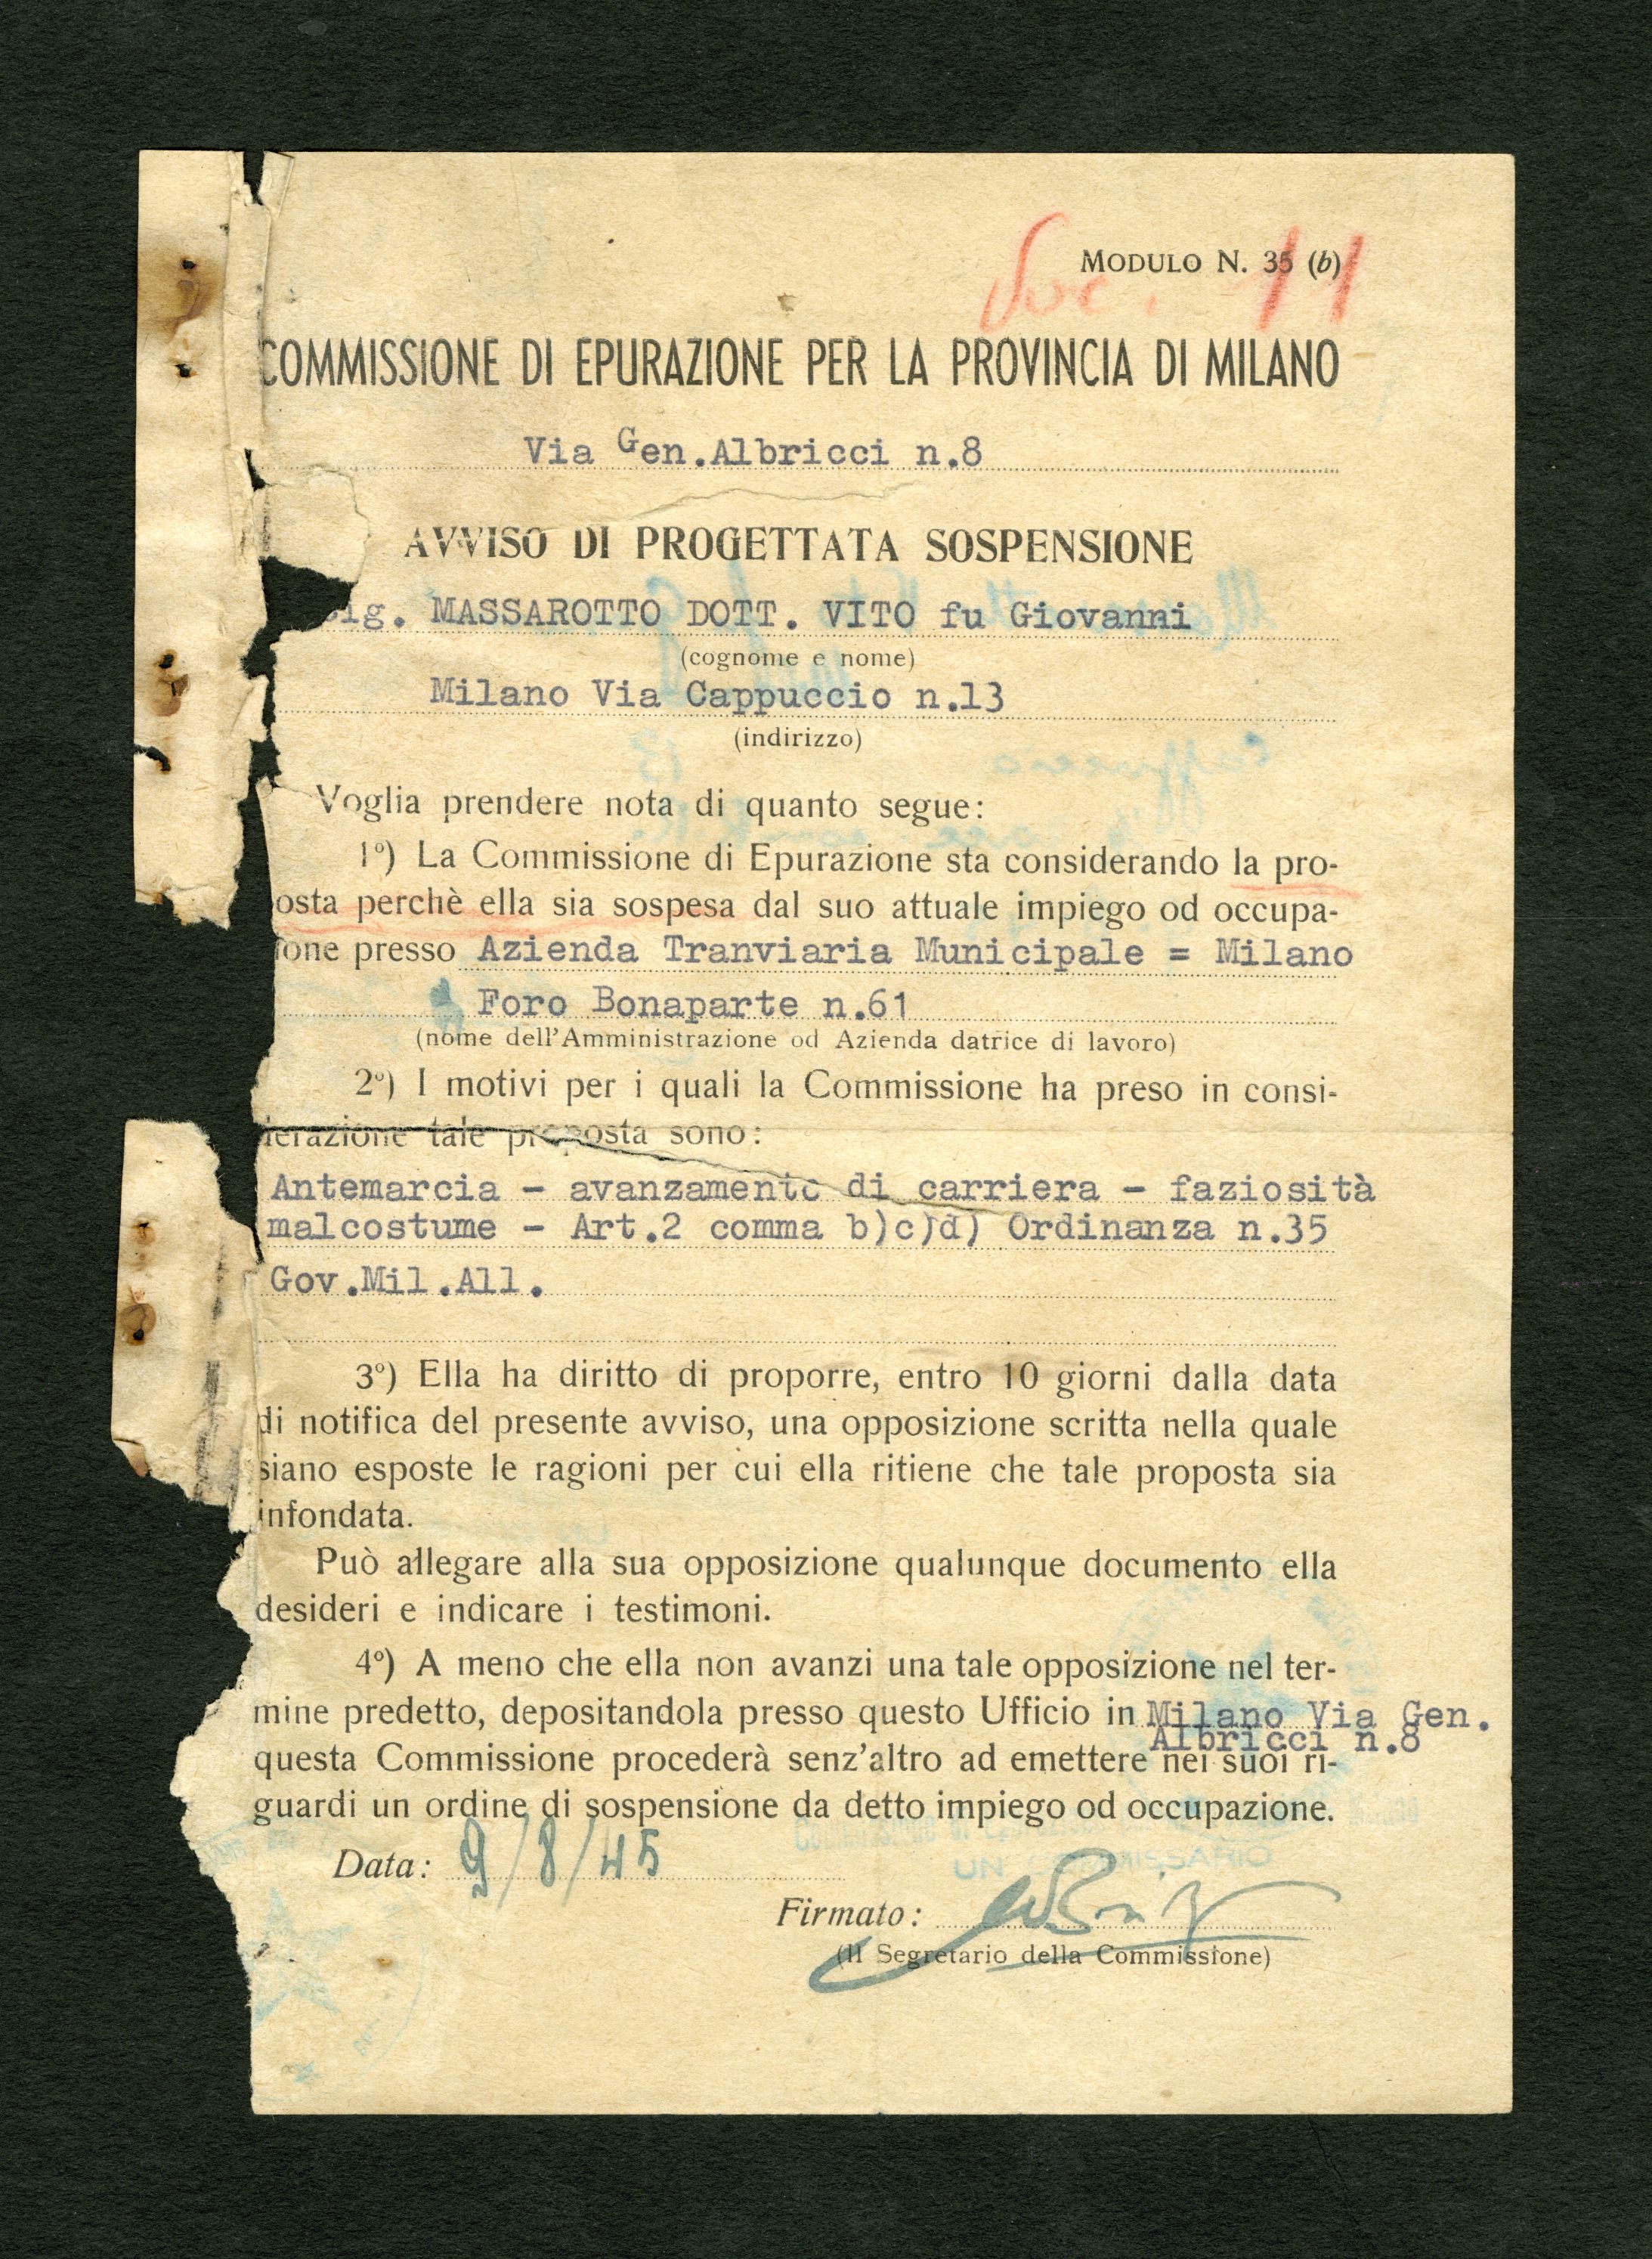 MODULO N. 35 (b)
Doc. 11
COMMISSIONE DI EPURAZIONE PER LA PROVINCIA DI MILANO
Via Gen.Albricci n.8
AVVISO DI PROGETTATA SOSPENSIONE
Sig. MASSAROTTO DOTT. VITO fu Giovanni
(cognome e nome)
Milano Via Cappuccio n.13
(indirizzo)
Voglia prendere nota di quanto segue:
1º) La Commissione di Epurazione sta considerando la pro-
osta perchè ella sia sospesa dal suo attuale impiego od occupa-
ione presso Azienda Tranviaria Municipale = Milano
Foro Bonaparte n.61
(nome dell'Amministrazione od Azienda datrice di lavoro)
2º) I motivi per i quali la Commissione ha preso in consi-
derazione tale proposta sono:
Antemarcia - avanzamento di carriera - faziosità
malcostume - Art.2 comma b)c)d) Ordinanza n.35
Gov.Mil.All.
3º) Ella ha diritto di proporre, entro 10 giorni dalla data
di notifica del presente avviso, una opposizione scritta nella quale
siano esposte le ragioni per cui ella ritiene che tale proposta sia
infondata.
Può allegare alla sua opposizione qualunque documento ella
desideri e indicare i testimoni.
4º) A meno che ella non avanzi una tale opposizione nel ter-
mine predetto, depositandola presso questo Ufficio in Milano Via Gen.
Albricci n.8
questa Commissione procederà senz'altro ad emettere nei suoi ri-
guardi un ordine di sospensione da detto impiego od occupazione.
Data: 9/8/45
Firmato:
(Il Segretario della Commissione)